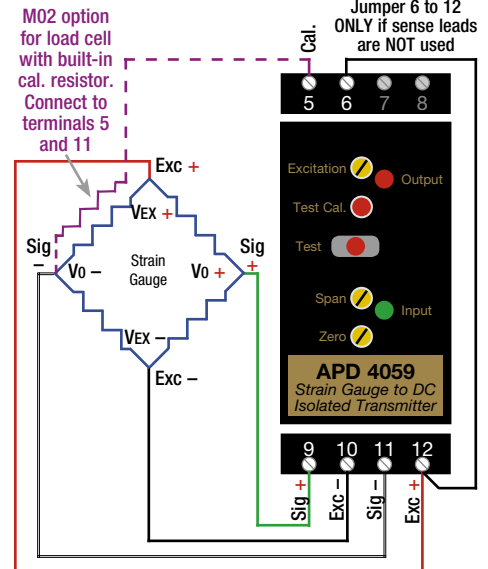 M02 option
for load cell
with built-in
cal. resistor.
Connect to
terminals 5
and 11
Jumper 6 to 12
ONLY if sense leads
are NOT used
Cal.
5 6 7 8
Exc +
VEX +
Sig
–
VO –
Strain
Gauge
VO +
Sig
+
VEX –
Exc –
Excitation
Output
Test Cal.
Test
Span
Input
Zero
APD 4059
Strain Gauge to DC
Isolated Transmitter
9 10 11 12
Sig +
Exc –
Sig –
Exc +